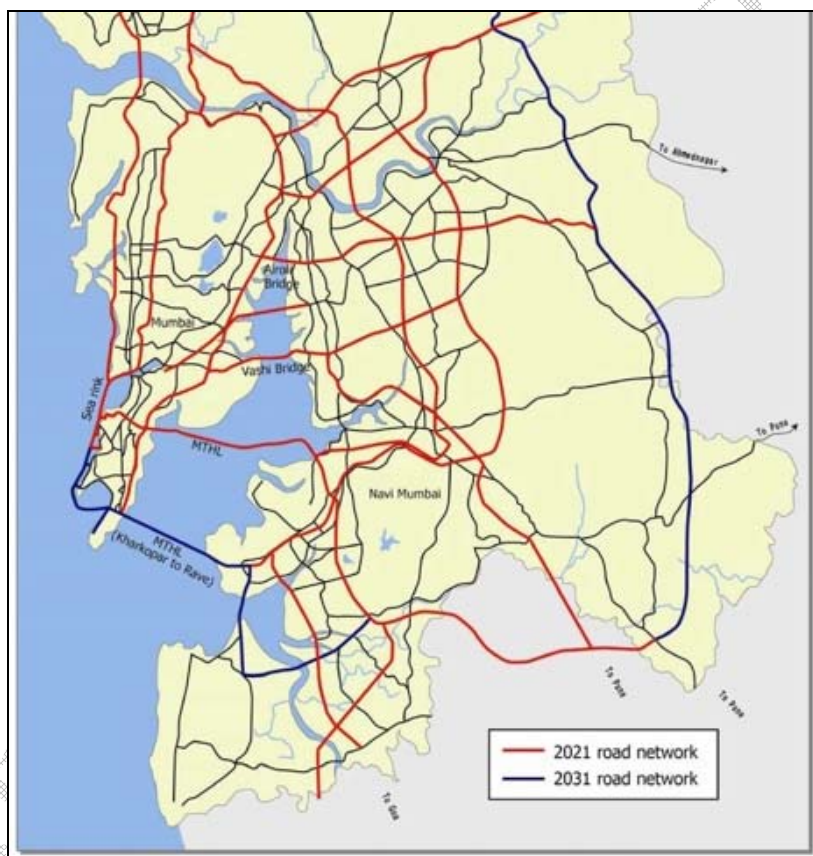 To Ahmednagar
Airoli
Bridge
Mumbai
Vashi Bridge
Sea rink
MTHL
To Pune
Navi Mumbai
MTHL
(Kharkopar to Rave)
To Pune
To Pune
2021 road network
2031 road network
To Goa